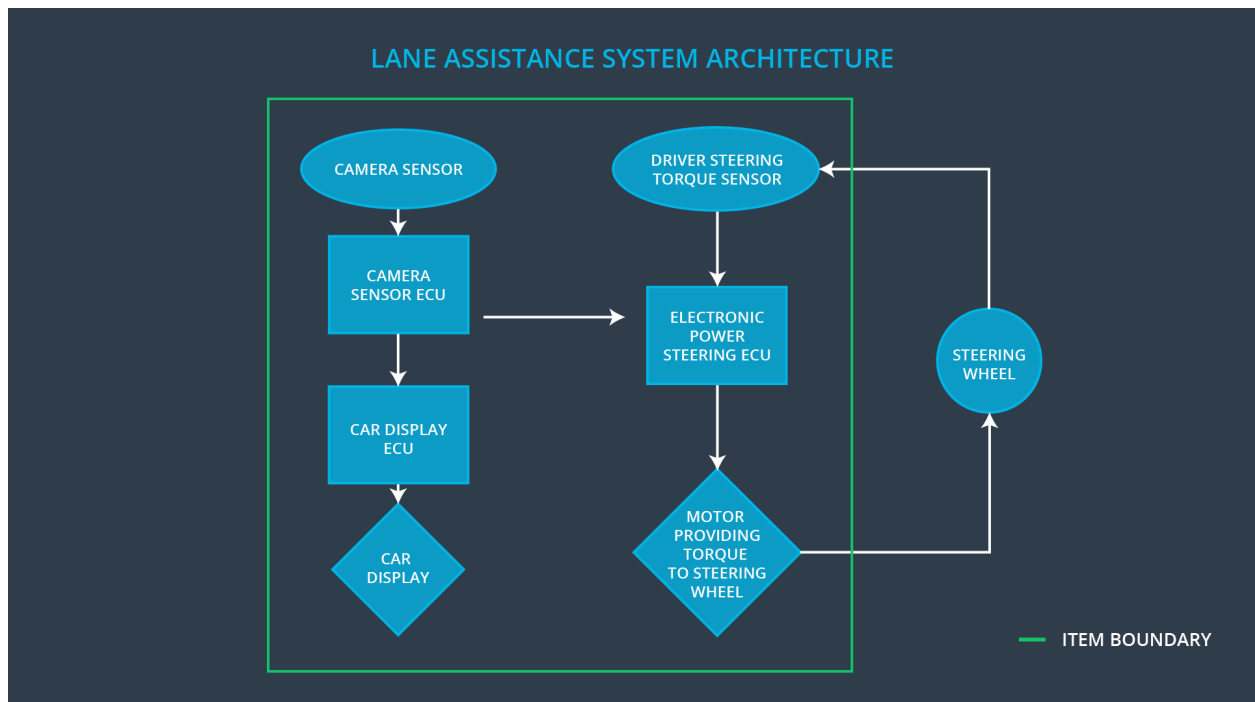 LANE ASSISTANCE SYSTEM ARCHITECTURE
CAMERA SENSOR
CAMERA
SENSOR ECU
CAR DISPLAY
ECU
CAR
DISPLAY
DRIVER STEERING
TORQUE SENSOR
ELECTRONIC
POWER
STEERING ECU
MOTOR
PROVIDING
TORQUE
TO STEERING
WHEEL
STEERING
WHEEL
ITEM BOUNDARY